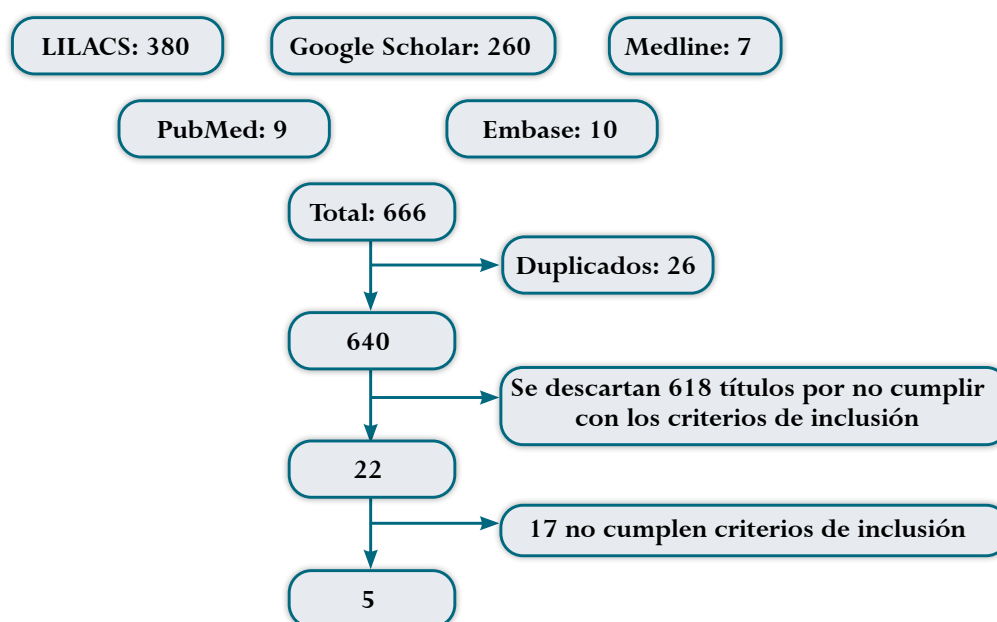 LILACS: 380
Google Scholar: 260
Medline: 7
PubMed: 9
Embase: 10
Total: 666
Duplicados: 26
640
Se descartan 618 títulos por no cumplir
con los criterios de inclusión
22
17 no cumplen criterios de inclusión
5